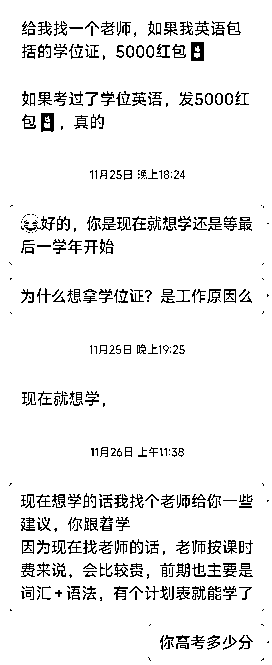 给我找一个老师，如果我英语包
括的学位证，5000红包🧧
如果考过了学位英语，发5000红
包🧧，真的
11月25日 晚上18:24
😂好的，你是现在就想学还是等最
后一学年开始
为什么想拿学位证？是工作原因么
11月25日 晚上19:25
现在就想学，
11月26日 上午11:38
现在想学的话我找个老师给你一些
建议，你跟着学
因为现在找老师的话，老师按课时
费来说，会比较贵，前期也主要是
词汇+语法，有个计划表就能学了
你高考多少分